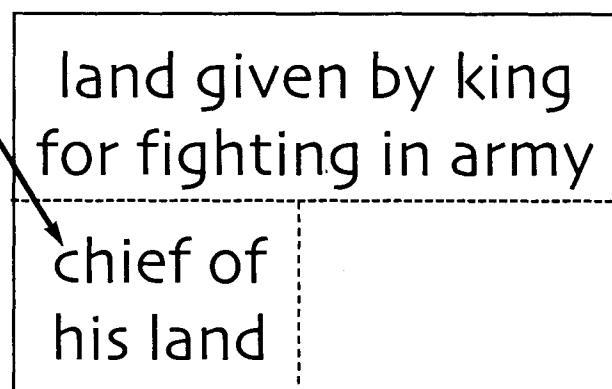 land given by king
for fighting in army
chief of
his land